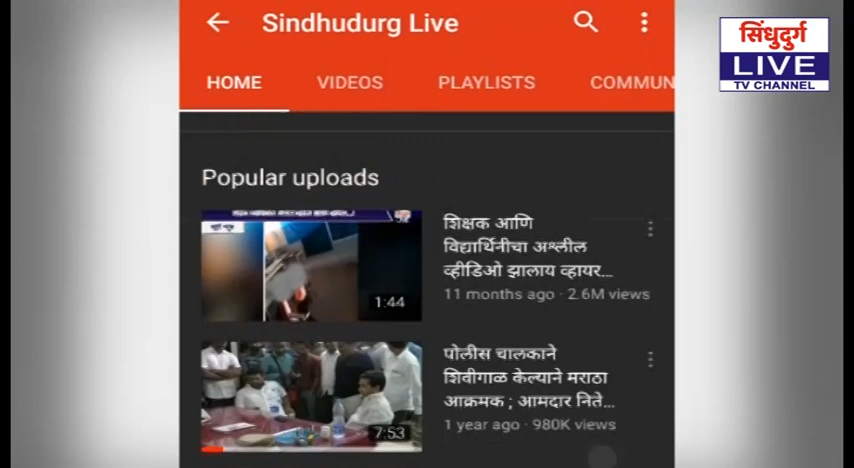 Sindhudurg Live
सिंधुदुर्ग
LIVE
TV CHANNEL
HOME VIDEOS PLAYLISTS COMMUN
Popular uploads
शिक्षक आणि
विद्यार्थिनीचा अश्लील
व्हीडिओ झालाय व्हायर...
11 months ago · 2.6M views
1:44
पोलीस चालकाने
शिवीगाळ केल्याने मराठा
आक्रमक ; आमदार निते...
1 year ago · 980K views
7:53